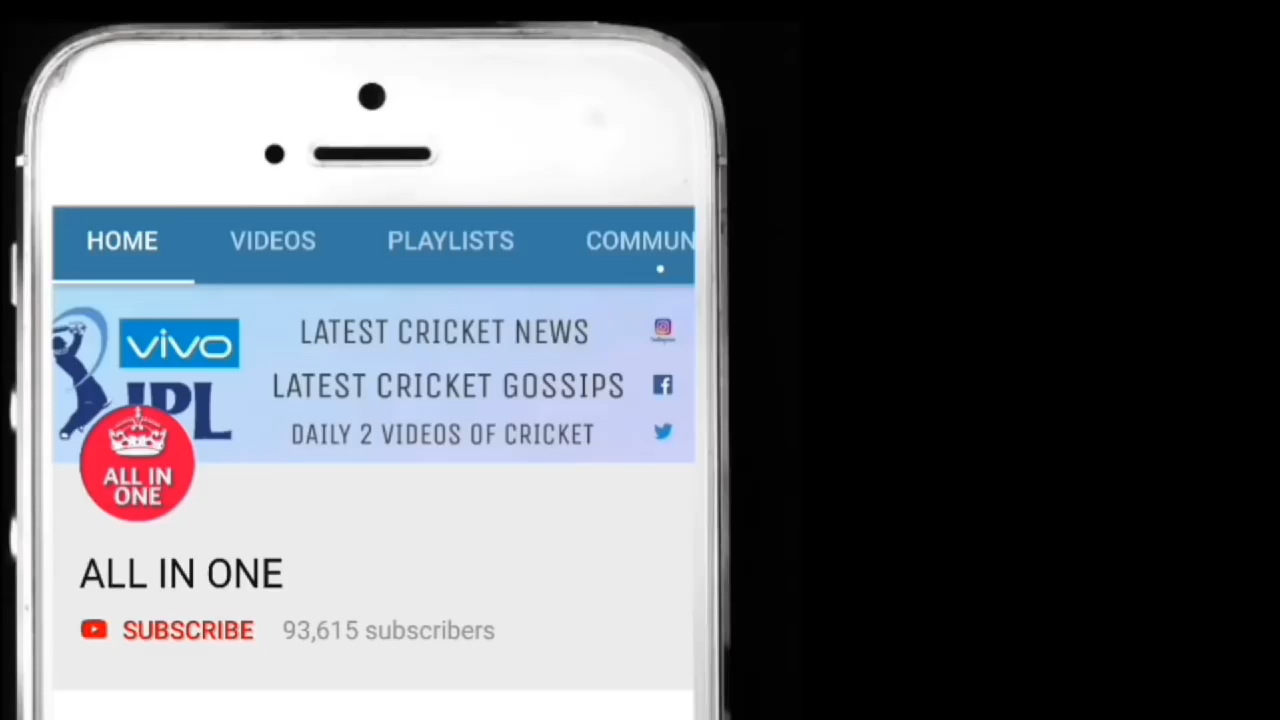 HOME VIDEOS PLAYLISTS COMMUN
vivo
IPL
LATEST CRICKET NEWS
LATEST CRICKET GOSSIPS
DAILY 2 VIDEOS OF CRICKET
ALL IN
ONE
ALL IN ONE
SUBSCRIBE 93,615 subscribers